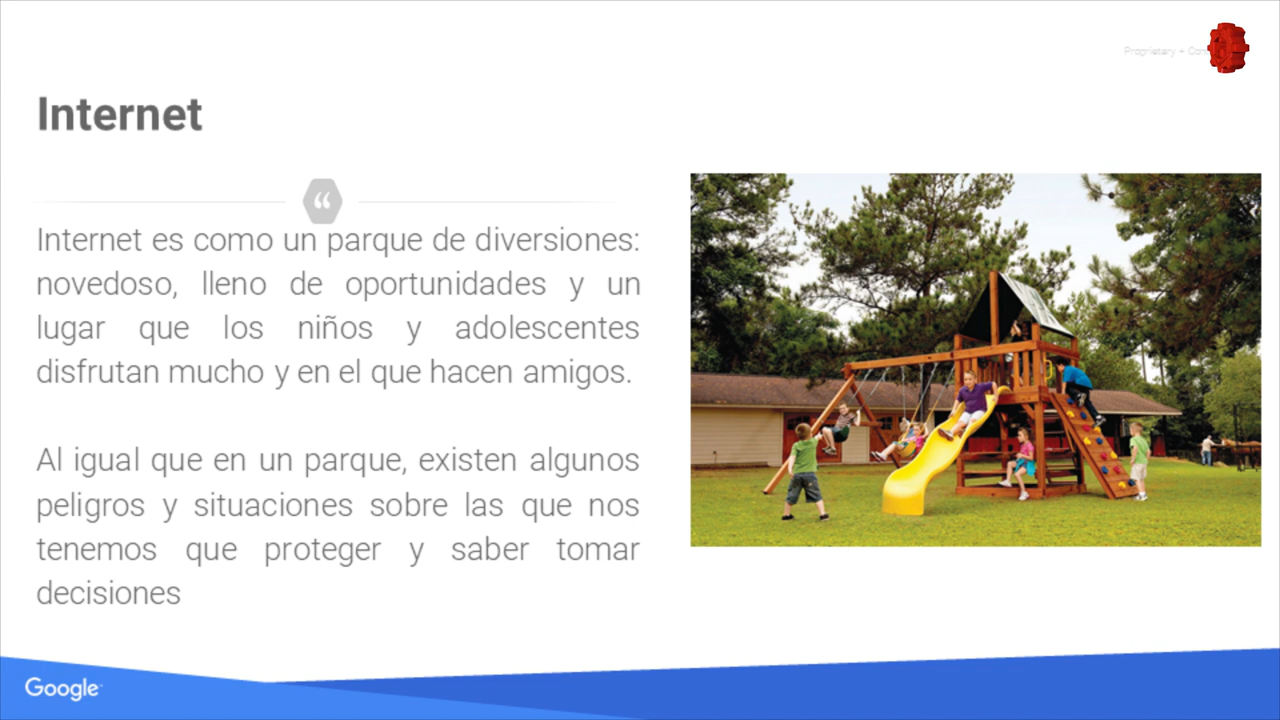 Proprietary +
Internet
“
Internet es como un parque de diversiones:
novedoso, lleno de oportunidades y un
lugar que los niños y adolescentes
disfrutan mucho y en el que hacen amigos.
Al igual que en un parque, existen algunos
peligros y situaciones sobre las que nos
tenemos que proteger y saber tomar
decisiones
Google